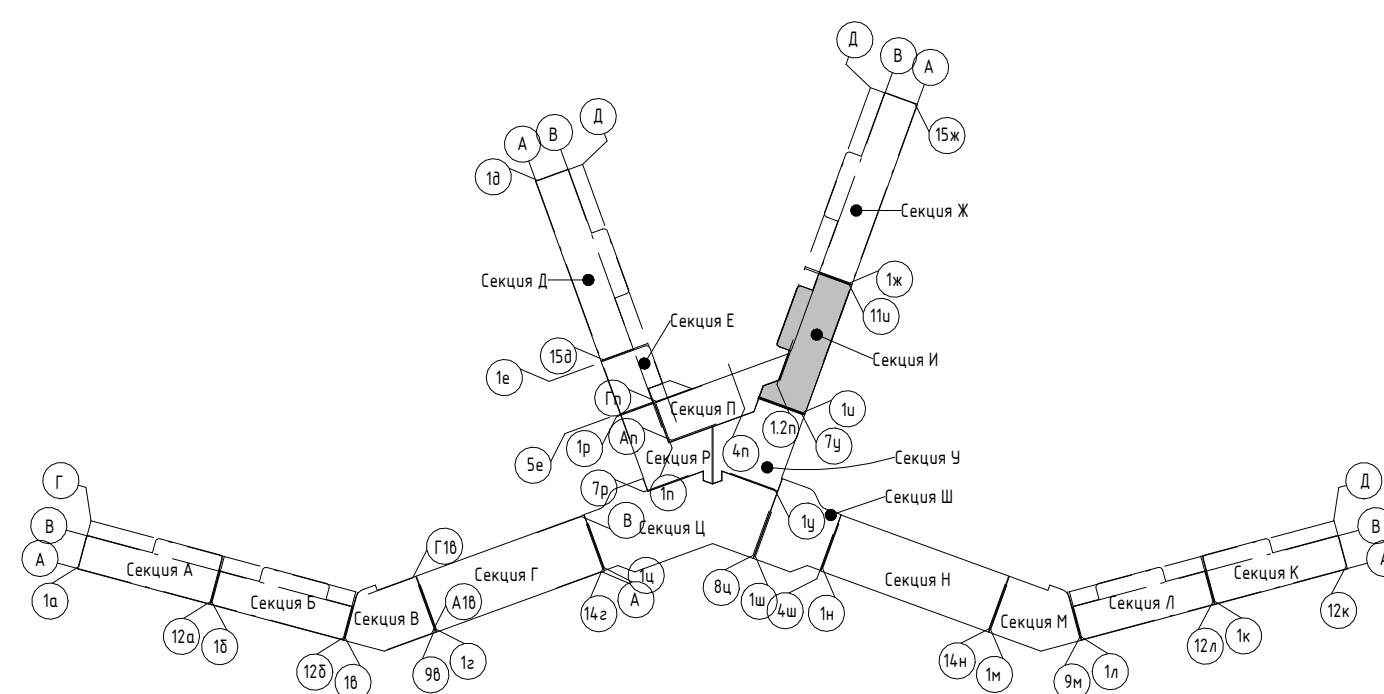 Д
В
А
15ж
Д
А
В
1д
Секция Ж
Секция Д
1ж
11и
Секция Е
15д
Секция И
1е
Гп
Секция П
1и
1.2п
7у
Ап
1р
4п
5е
Секция Р
Секция У
7р
1п
Г
Д
Секция Ш
В
В
Секция Ц
1у
В
А
А
Секция А
Г1в
Секция Г
1ц
Секция Н
Секция К
1а
Секция Б
А1в
А
8ц
1ш
4ш
1н
Секция Л
12к
Секция В
14г
Секция М
12а
1б
12л
1к
12б
1в
9в
1г
14н
1м
9м
1л